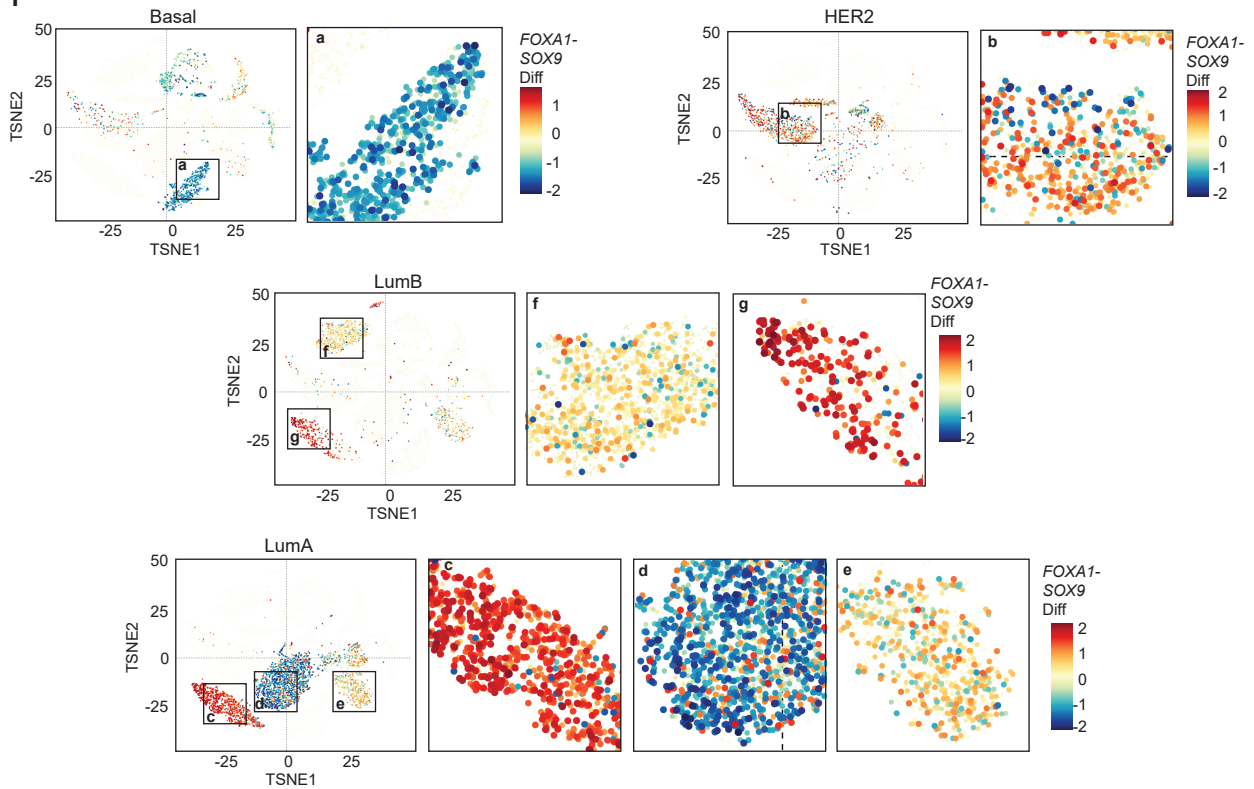 Basal
50
25
0
-25
-25
0
25
TSNE1
TSNE2
a
a
FOXA1-
SOX9
Diff
1
0
-1
-2
HER2
50
25
0
-25
-25
0
25
TSNE1
TSNE2
b
b
FOXA1-
SOX9
Diff
2
1
0
-1
-2
LumB
50
25
0
-25
-25
0
25
TSNE1
TSNE2
f
g
f
g
FOXA1-
SOX9
Diff
2
1
0
-1
-2
LumA
50
25
0
-25
-25
0
25
TSNE1
TSNE2
c
d
e
c
d
e
FOXA1-
SOX9
Diff
2
1
0
-1
-2